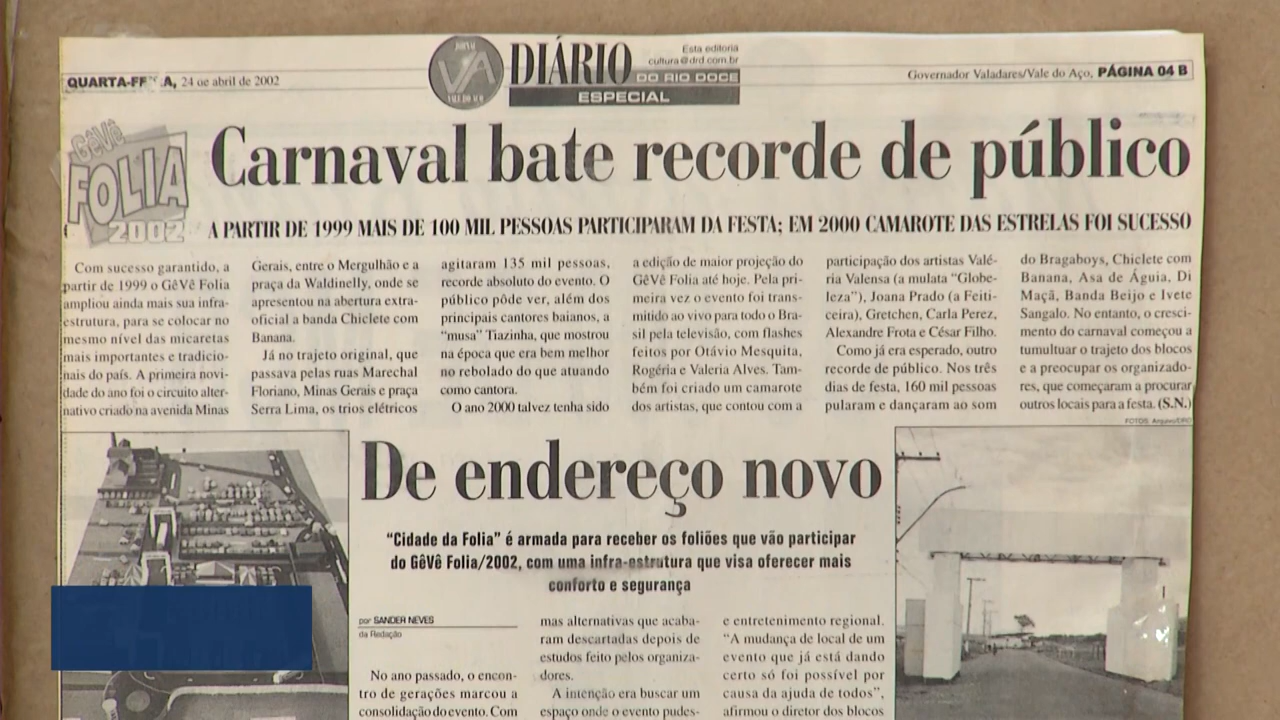 QUARTA-FE A, 24 de abril de 2002
JORNAL
VA
VALE DO AÇO
DIÁRIO
DO RIO DOCE
ESPECIAL
Esta editoria
cultura@drd.com.br
Governador Valadares/Vale do Aço, PÁGINA 04 B
GêVê
FOLIA
2002
Carnaval bate recorde de público
A PARTIR DE 1999 MAIS DE 100 MIL PESSOAS PARTICIPARAM DA FESTA; EM 2000 CAMAROTE DAS ESTRELAS FOI SUCESSO
Com sucesso garantido, a
partir de 1999 o GêVê Folia
ampliou ainda mais sua infra-
estrutura, para se colocar no
mesmo nível das micaretas
mais importantes e tradicio-
nais do país. A primeira novi-
dade do ano foi o circuito alter-
nativo criado na avenida Minas
Gerais, entre o Mergulhão e a
praça da Waldinelly, onde se
apresentou na abertura extra-
oficial a banda Chiclete com
Banana.
Já no trajeto original, que
passava pelas ruas Marechal
Floriano, Minas Gerais e praça
Serra Lima, os trios elétricos
agitaram 135 mil pessoas,
recorde absoluto do evento. O
público pôde ver, além dos
principais cantores baianos, a
“musa” Tiazinha, que mostrou
na época que era bem melhor
no rebolado do que atuando
como cantora.
O ano 2000 talvez tenha sido
a edição de maior projeção do
GêVê Folia até hoje. Pela pri-
meira vez o evento foi trans-
mitido ao vivo para todo o Bra-
sil pela televisão, com flashes
feitos por Otávio Mesquita,
Rogéria e Valeria Alves. Tam-
bém foi criado um camarote
dos artistas, que contou com a
participação dos artistas Valé-
ria Valensa (a mulata “Globe-
leza”), Joana Prado (a Feiti-
ceira), Gretchen, Carla Perez,
Alexandre Frota e César Filho.
Como já era esperado, outro
recorde de público. Nos três
dias de festa, 160 mil pessoas
pularam e dançaram ao som
do Bragaboys, Chiclete com
Banana, Asa de Águia, Di
Maçã, Banda Beijo e Ivete
Sangalo. No entanto, o cresci-
mento do carnaval começou a
tumultuar o trajeto dos blocos
e a preocupar os organizado-
res, que começaram a procurar
outros locais para a festa. (S.N.)
FOTOS: Arquivo/DRD
De endereço novo
“Cidade da Folia” é armada para receber os foliões que vão participar
do GêVê Folia/2002, com uma infra-estrutura que visa oferecer mais
conforto e segurança
por SANDER NEVES
da Redação
No ano passado, o encon-
tro de gerações marcou a
consolidação do evento. Com
mas alternativas que acaba-
ram descartadas depois de
estudos feito pelos organiza-
dores.
A intenção era buscar um
espaço onde o evento pudes-
e entretenimento regional.
“A mudança de local de um
evento que já está dando
certo só foi possível por
causa da ajuda de todos”,
afirmou o diretor dos blocos